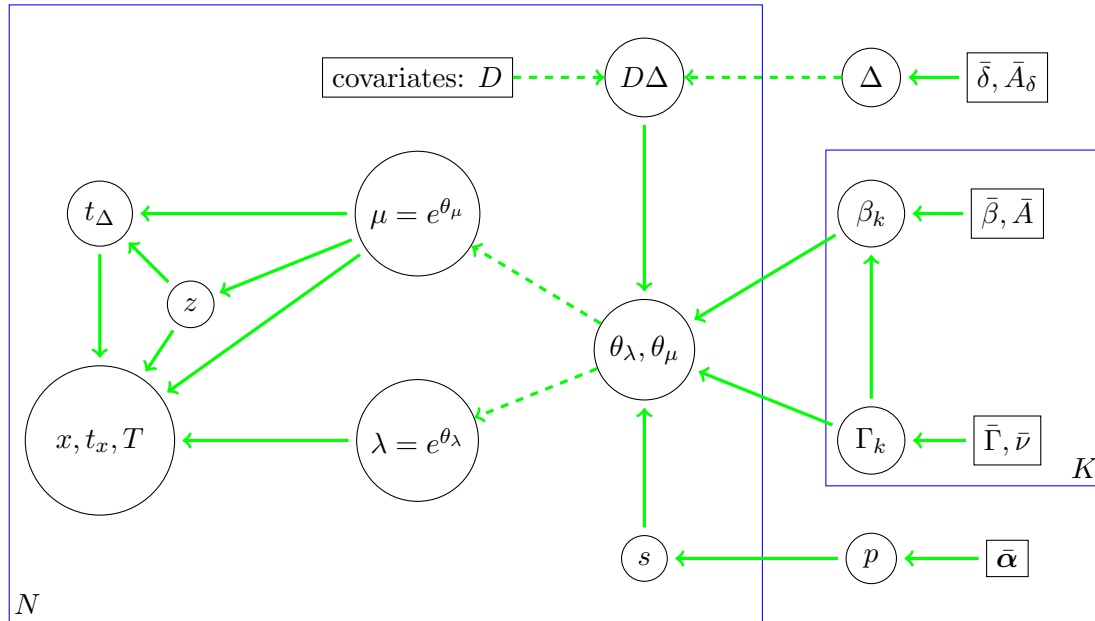 covariates: D
DΔ
Δ
δ̄, Ā_δ
t_Δ
μ = e^{θ_μ}
β_k
β̄, Ā
z
θ_λ, θ_μ
x, t_x, T
λ = e^{θ_λ}
Γ_k
Γ̄, ν̄
K
s
p
ᾱ
N